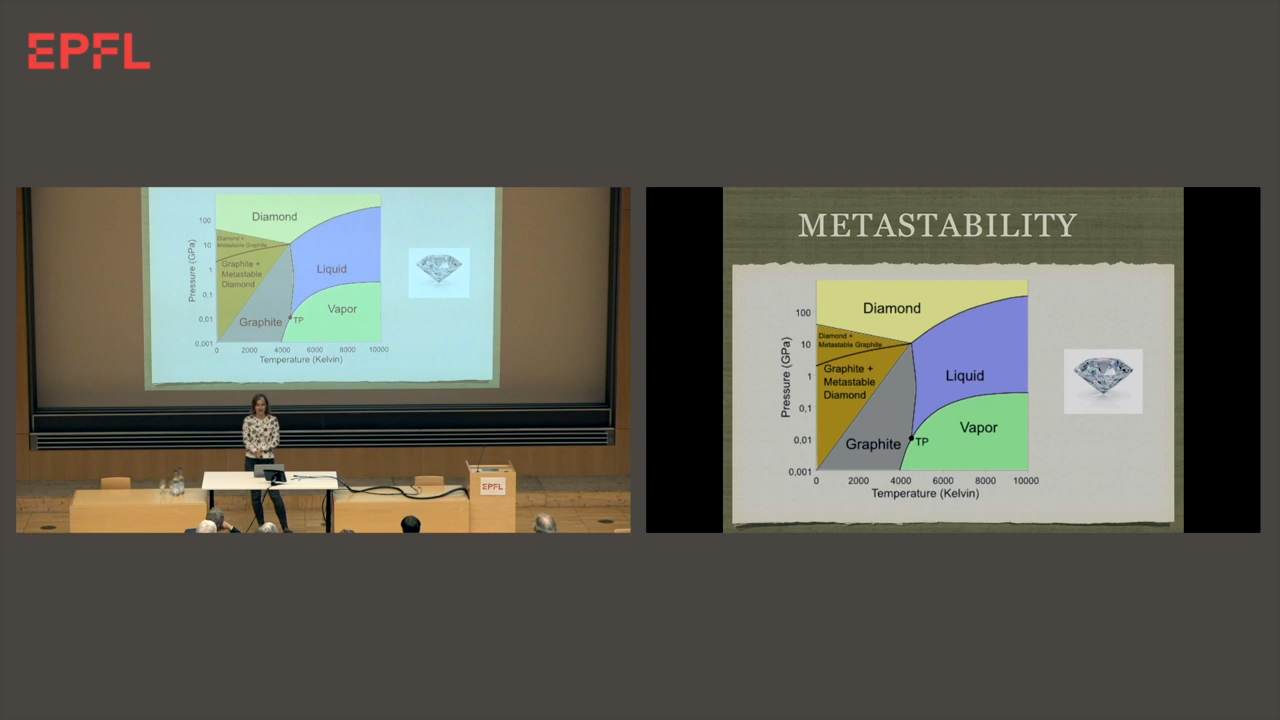 EPFL
Diamond
100
Diamond +
Metastable Graphite
10
Graphite +
Metastable
Diamond
1
Liquid
0,1
Vapor
0,01
Graphite
TP
0,001
0 2000 4000 6000 8000 10000
Temperature (Kelvin)
Pressure (GPa)
EPFL
METASTABILITY
Diamond
100
Diamond +
Metastable Graphite
10
Graphite +
Metastable
Diamond
1
Liquid
0,1
Vapor
0,01
Graphite
TP
0,001
0 2000 4000 6000 8000 10000
Temperature (Kelvin)
Pressure (GPa)